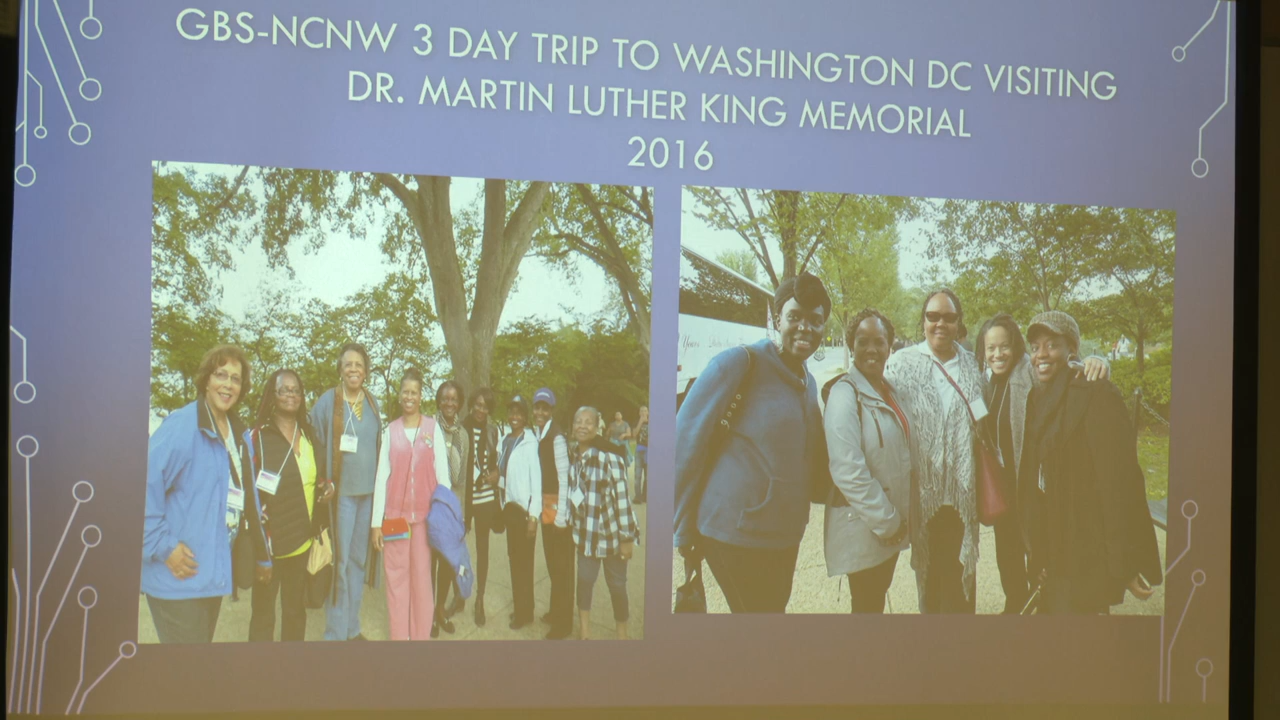 GBS-NCNW 3 DAY TRIP TO WASHINGTON DC VISITING
DR. MARTIN LUTHER KING MEMORIAL
2016